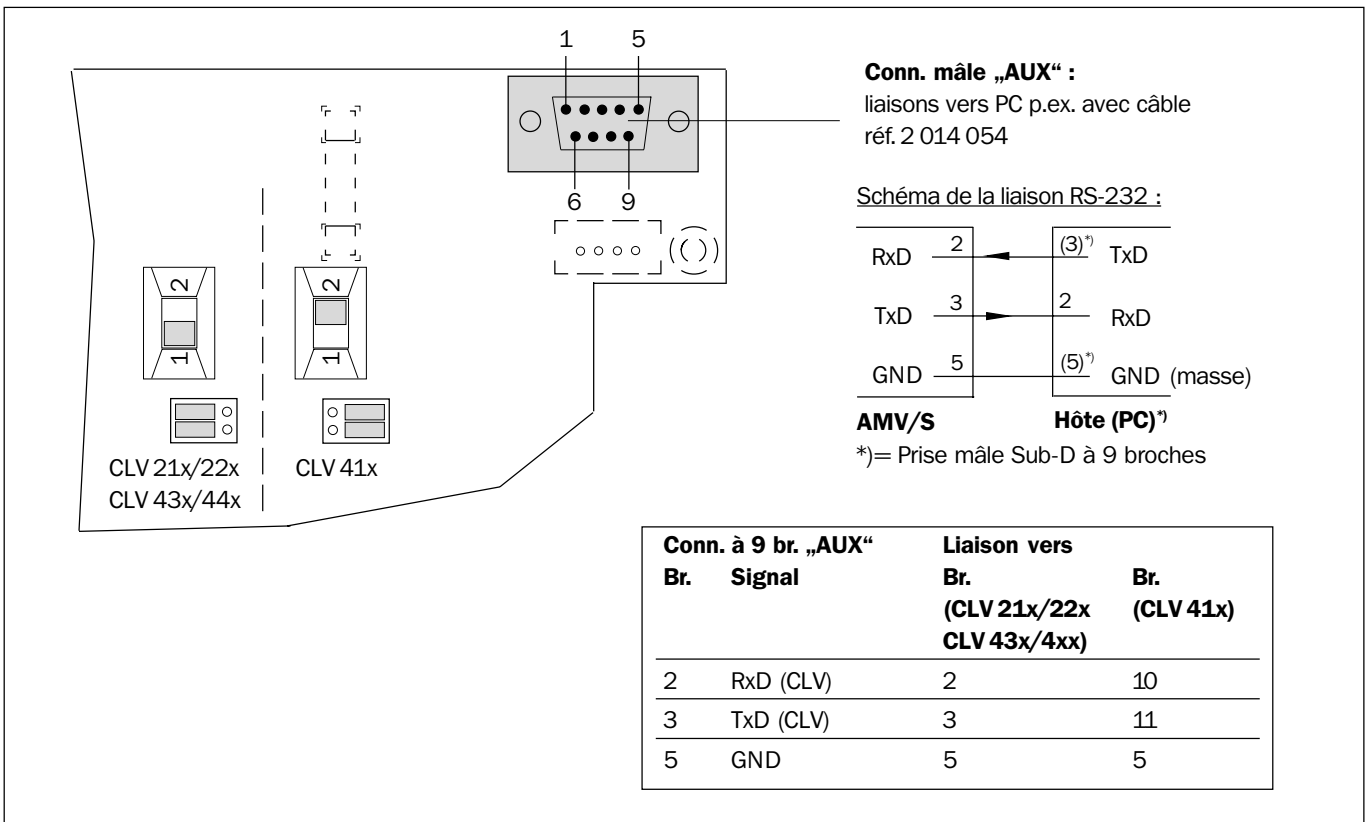 1 5
6 9
2
1
2
1
CLV 21x/22x
CLV 43x/44x
CLV 41x
Conn. mâle „AUX“ :
liaisons vers PC p.ex. avec câble
réf. 2 014 054
Schéma de la liaison RS-232 :
RxD 2 (3)*) TxD
TxD 3 2 RxD
GND 5 (5)*) GND (masse)
AMV/S Hôte (PC)*)
*)= Prise mâle Sub-D à 9 broches
Conn. à 9 br. „AUX“ Liaison vers
Br. Signal Br. Br.
(CLV 21x/22x (CLV 41x)
CLV 43x/4xx)
2 RxD (CLV) 2 10
3 TxD (CLV) 3 11
5 GND 5 5